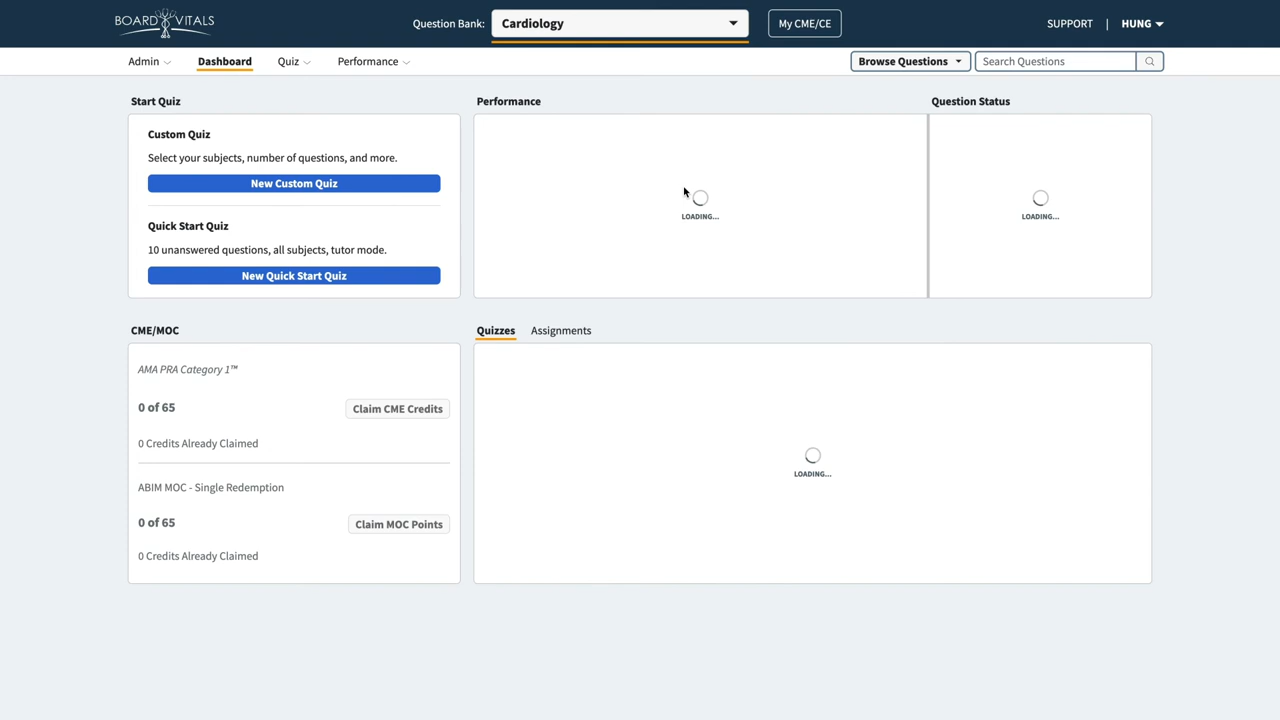 BOARD VITALS
Question Bank:
Cardiology
My CME/CE
SUPPORT | HUNG
Admin
Dashboard
Quiz
Performance
Browse Questions
Search Questions
Start Quiz
Custom Quiz
Select your subjects, number of questions, and more.
New Custom Quiz
Quick Start Quiz
10 unanswered questions, all subjects, tutor mode.
New Quick Start Quiz
Performance
LOADING...
Question Status
LOADING...
CME/MOC
AMA PRA Category 1™
0 of 65
Claim CME Credits
0 Credits Already Claimed
ABIM MOC - Single Redemption
0 of 65
Claim MOC Points
0 Credits Already Claimed
Quizzes
Assignments
LOADING...